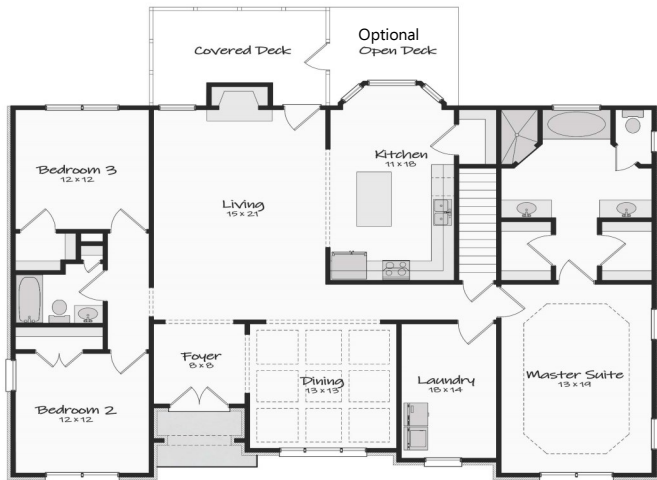 Optional
Covered Deck
Open Deck
Kitchen
11 x 18
Bedroom 3
12 x 12
Living
15 x 21
Foyer
8 x 8
Dining
13 x 13
Laundry
18 x 14
Master Suite
13 x 19
Bedroom 2
12 x 12